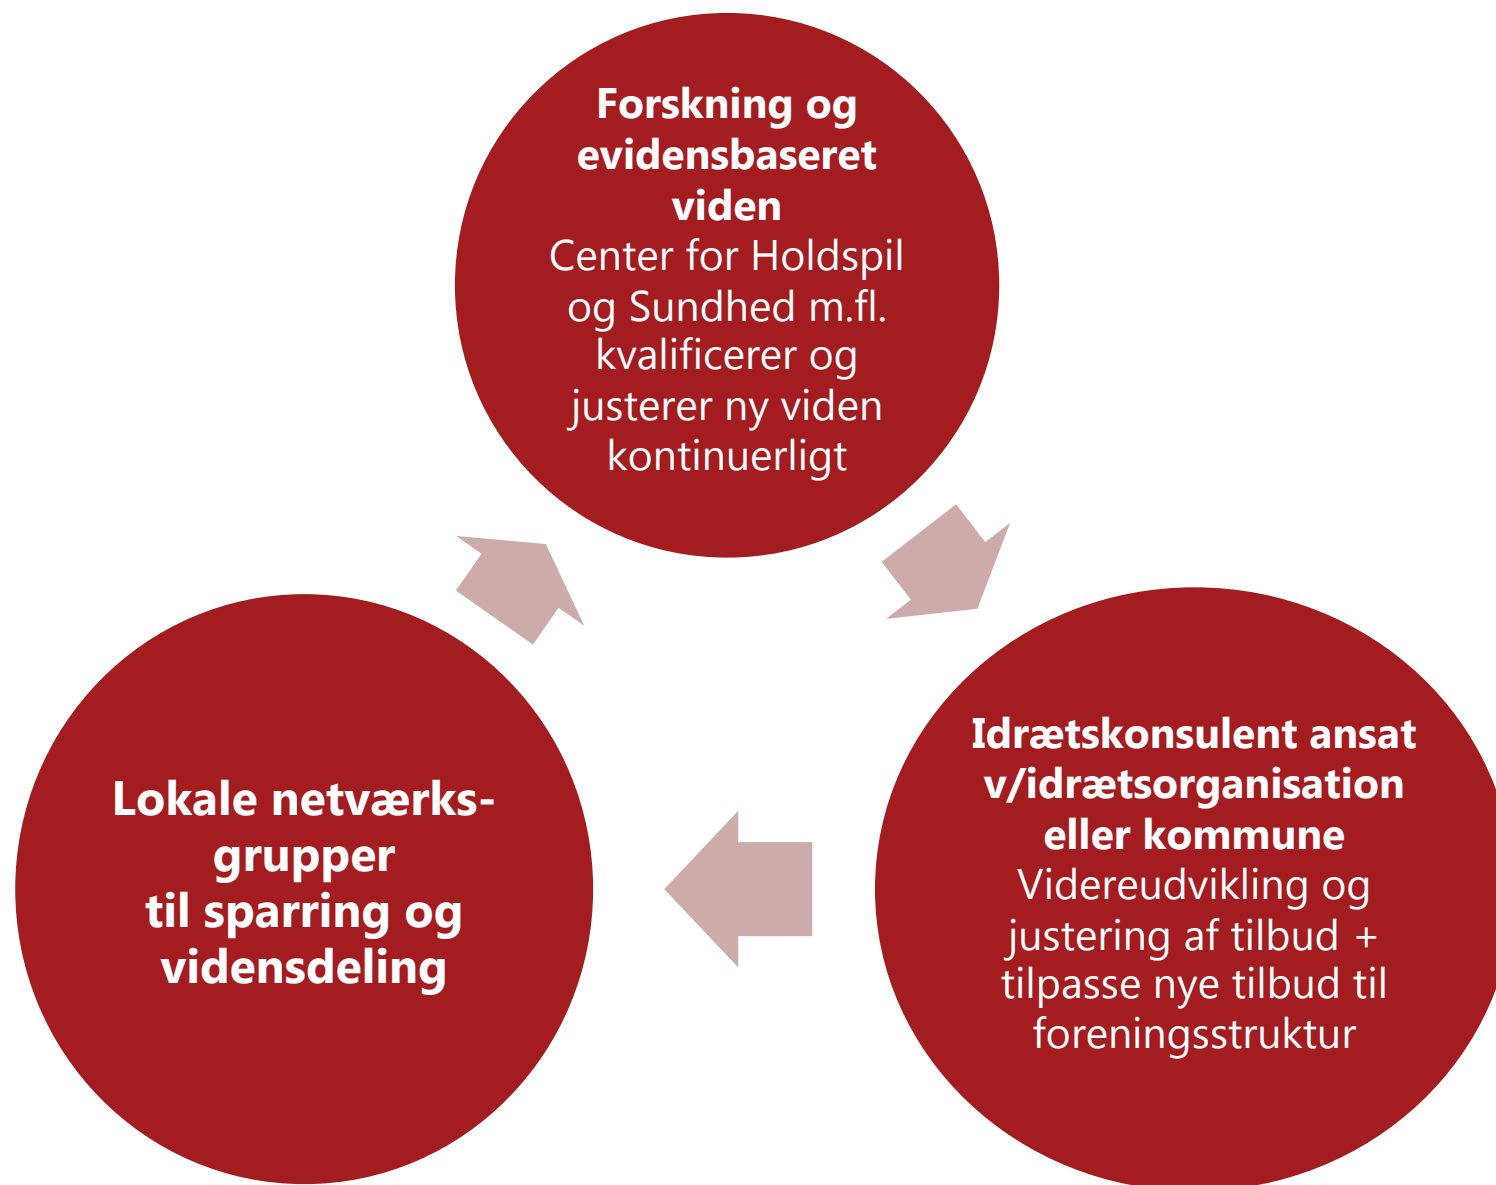 Forskning og
evidensbaseret
viden
Center for Holdspil
og Sundhed m.fl.
kvalificerer og
justerer ny viden
kontinuerligt
Idrætskonsulent ansat
v/idrætsorganisation
eller kommune
Videreudvikling og
justering af tilbud +
tilpasse nye tilbud til
foreningsstruktur
Lokale netværks-
grupper
til sparring og
vidensdeling